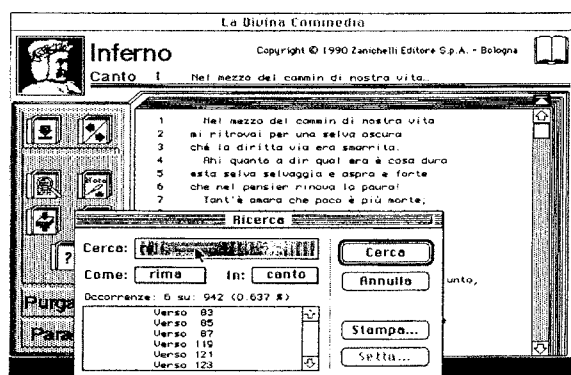 La Divina Commedia
Inferno
Copyright © 1990 Zanichelli Editore S.p.A. - Bologna
Canto I Nel mezzo del cammin di nostra vita..
1 Nel mezzo del cammin di nostra vita
2 mi ritrovai per una selva oscura
3 ché la diritta via era smarrita.
4 Ahi quanto a dir qual era è cosa dura
5 esta selva selvaggia e aspra e forte
6 che nel pensier rinova la paura!
7 Tant'è amara che poco è più morte;
Note
?
unto,
Purga
Para
Ricerca
Cerca:
Cerca
Come: rima In: canto
Annulla
Occorrenze: 6 su: 942 (0.637 %)
Verso 83
Verso 85
Verso 87
Verso 119
Verso 121
Verso 123
Stampa...
Setta...